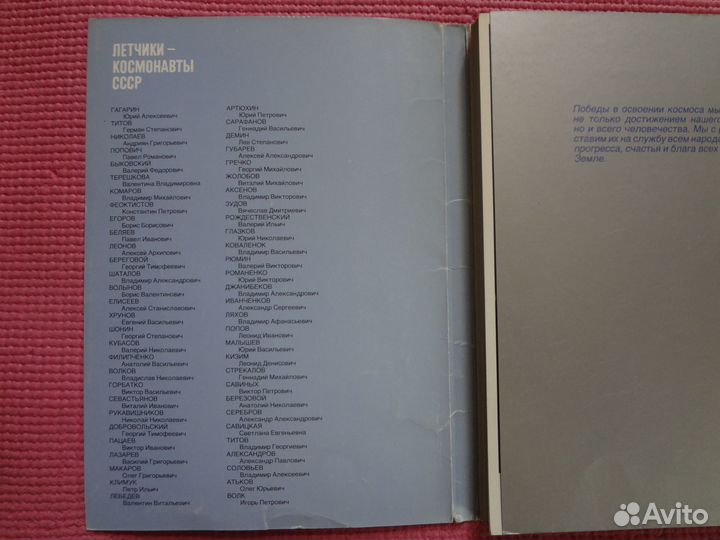 ЛЕТЧИКИ –
КОСМОНАВТЫ
СССР
ГАГАРИН
Юрий Алексеевич
ТИТОВ
Герман Степанович
НИКОЛАЕВ
Андриян Григорьевич
ПОПОВИЧ
Павел Романович
БЫКОВСКИЙ
Валерий Федорович
ТЕРЕШКОВА
Валентина Владимировна
КОМАРОВ
Владимир Михайлович
ФЕОКТИСТОВ
Константин Петрович
ЕГОРОВ
Борис Борисович
БЕЛЯЕВ
Павел Иванович
ЛЕОНОВ
Алексей Архипович
БЕРЕГОВОЙ
Георгий Тимофеевич
ШАТАЛОВ
Владимир Александрович
ВОЛЫНОВ
Борис Валентинович
ЕЛИСЕЕВ
Алексей Станиславович
ХРУНОВ
Евгений Васильевич
ШОНИН
Георгий Степанович
КУБАСОВ
Валерий Николаевич
ФИЛИПЧЕНКО
Анатолий Васильевич
ВОЛКОВ
Владислав Николаевич
ГОРБАТКО
Виктор Васильевич
СЕВАСТЬЯНОВ
Виталий Иванович
РУКАВИШНИКОВ
Николай Николаевич
ДОБРОВОЛЬСКИЙ
Георгий Тимофеевич
ПАЦАЕВ
Виктор Иванович
ЛАЗАРЕВ
Василий Григорьевич
МАКАРОВ
Олег Григорьевич
КЛИМУК
Петр Ильич
ЛЕБЕДЕВ
Валентин Витальевич
АРТЮХИН
Юрий Петрович
САРАФАНОВ
Геннадий Васильевич
ДЕМИН
Лев Степанович
ГУБАРЕВ
Алексей Александрович
ГРЕЧКО
Георгий Михайлович
ЖОЛОБОВ
Виталий Михайлович
АКСЕНОВ
Владимир Викторович
ЗУДОВ
Вячеслав Дмитриевич
РОЖДЕСТВЕНСКИЙ
Валерий Ильич
ГЛАЗКОВ
Юрий Николаевич
КОВАЛЕНОК
Владимир Васильевич
РЮМИН
Валерий Викторович
РОМАНЕНКО
Юрий Викторович
ДЖАНИБЕКОВ
Владимир Александрович
ИВАНЧЕНКОВ
Александр Сергеевич
ЛЯХОВ
Владимир Афанасьевич
ПОПОВ
Леонид Иванович
МАЛЫШЕВ
Юрий Васильевич
КИЗИМ
Леонид Денисович
СТРЕКАЛОВ
Геннадий Михайлович
САВИНЫХ
Виктор Петрович
БЕРЕЗОВОЙ
Анатолий Николаевич
СЕРЕБРОВ
Александр Александрович
САВИЦКАЯ
Светлана Евгеньевна
ТИТОВ
Владимир Георгиевич
АЛЕКСАНДРОВ
Александр Павлович
СОЛОВЬЕВ
Владимир Алексеевич
АТЬКОВ
Олег Юрьевич
ВОЛК
Игорь Петрович
Победы в освоении космоса мы
не только достижением нашего
но и всего человечества. Мы с
ставим их на службу всем народа
прогресса, счастья и блага всех
Земле.
Avito